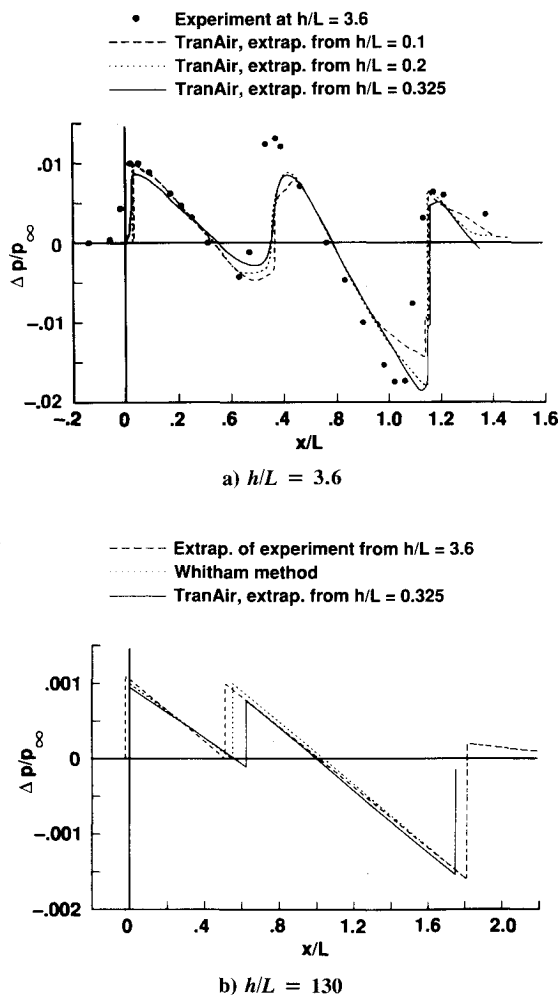 Experiment at h/L = 3.6
TranAir, extrap. from h/L = 0.1
TranAir, extrap. from h/L = 0.2
TranAir, extrap. from h/L = 0.325
.01
0
-.01
-.02
Δ p/p∞
-.2 0 .2 .6 .4 .8 1.0 1.2 1.4 1.6
x/L
a) h/L = 3.6
Extrap. of experiment from h/L = 3.6
Whitham method
TranAir, extrap. from h/L = 0.325
.001
0
-.001
-.002
Δ p/p∞
0 .4 .8 1.2 1.6 2.0
x/L
b) h/L = 130